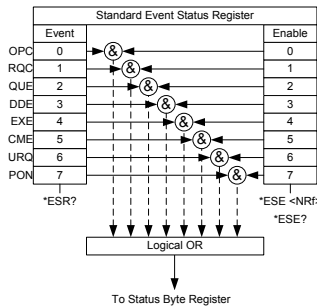 Standard Event Status Register
Event Enable
OPC 0 & 0
RQC 1 & 1
QUE 2 & 2
DDE 3 & 3
EXE 4 & 4
CME 5 & 5
URQ 6 & 6
PON 7 & 7
*ESR? *ESE <NRf>
*ESE?
Logical OR
To Status Byte Register